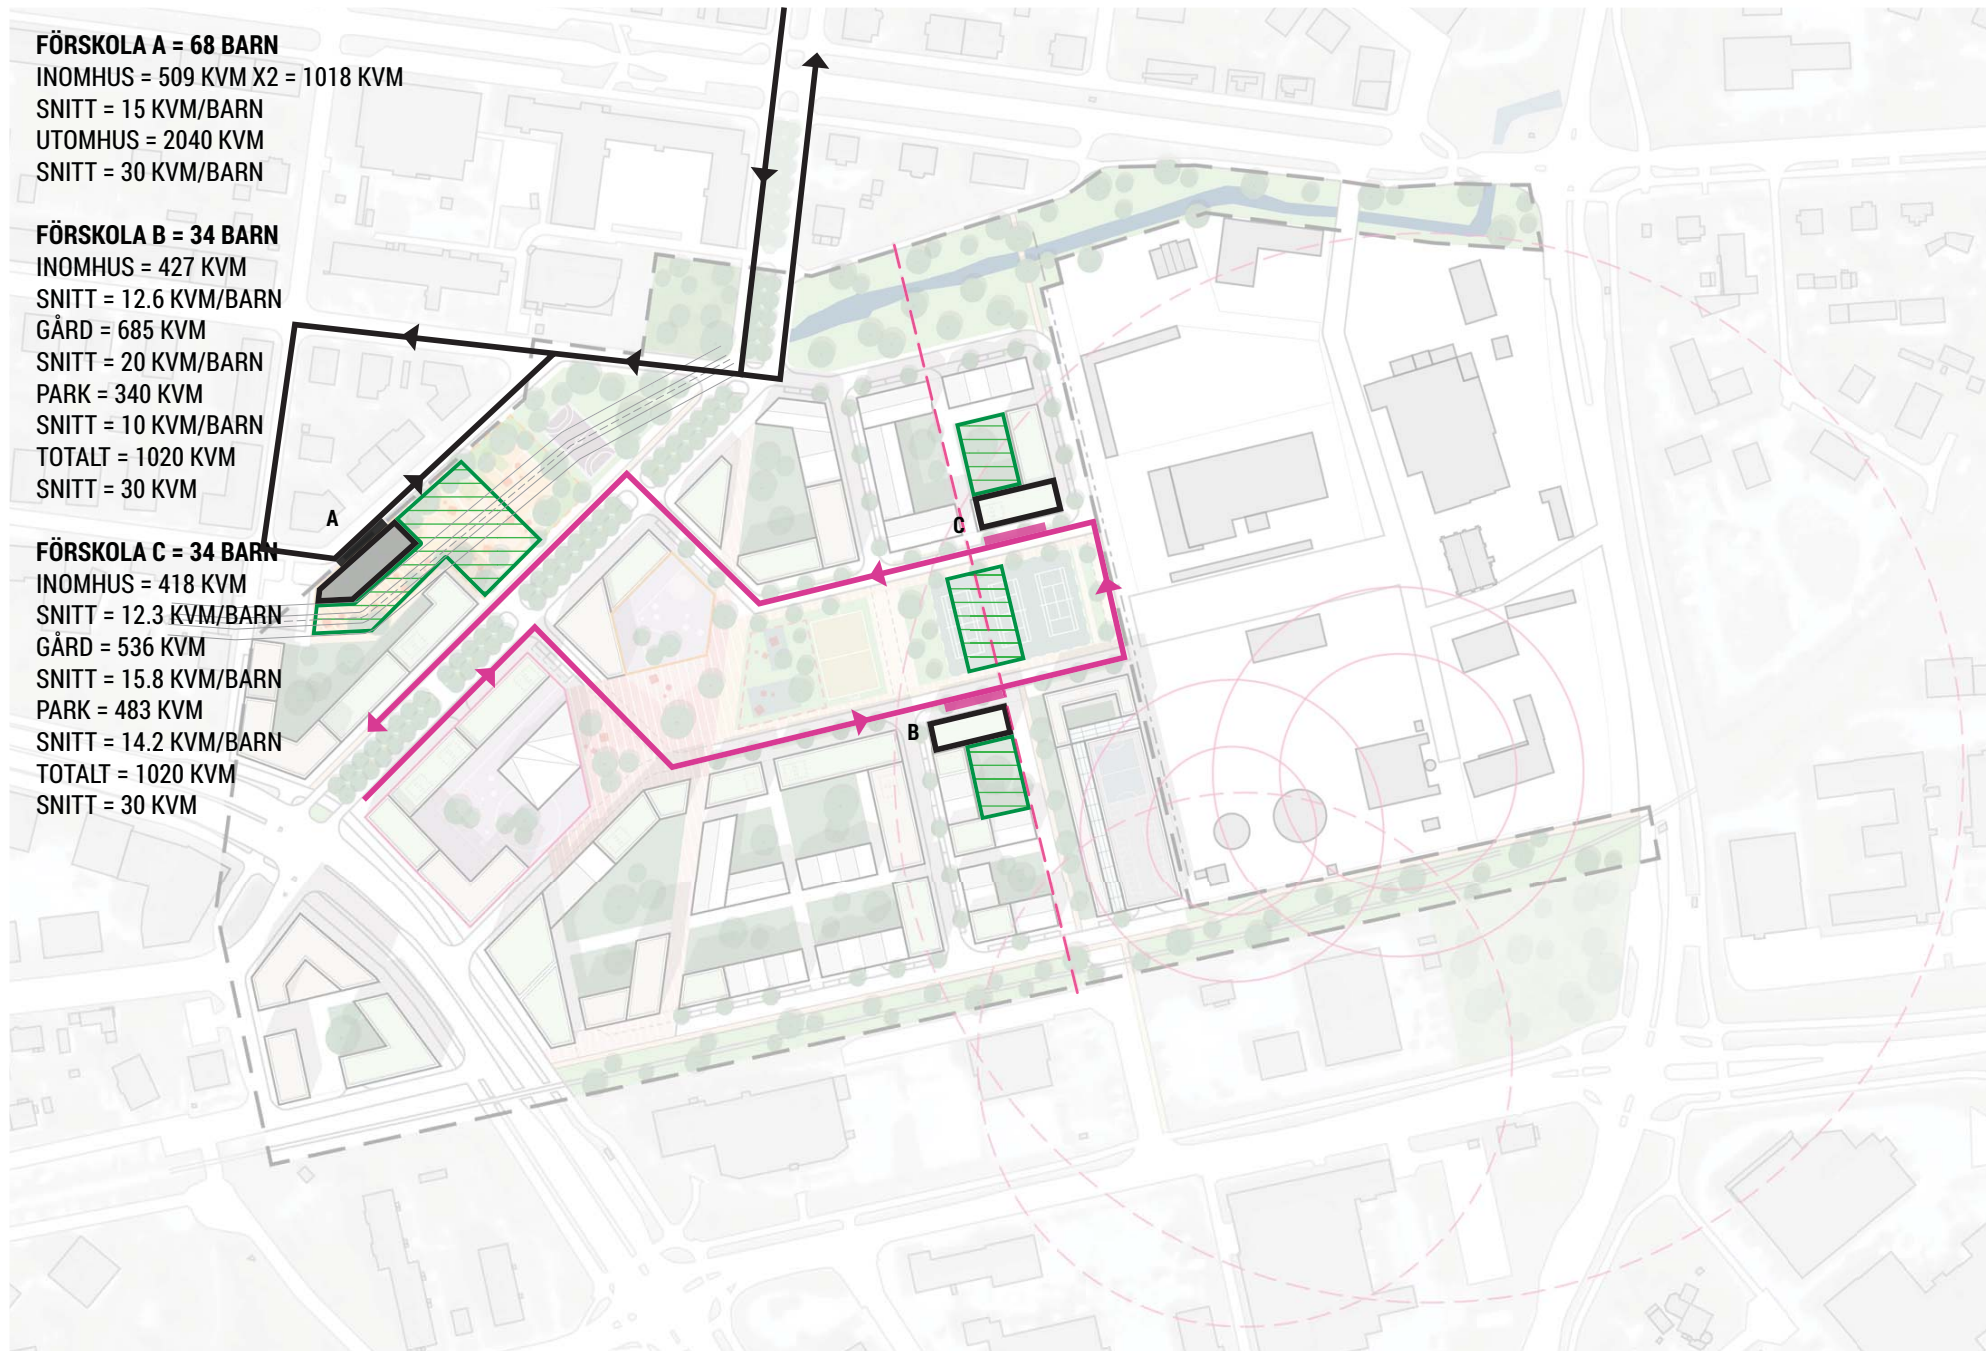 FÖRSKOLA A = 68 BARN
INOMHUS = 509 KVM X2 = 1018 KVM
SNITT = 15 KVM/BARN
UTOMHUS = 2040 KVM
SNITT = 30 KVM/BARN
FÖRSKOLA B = 34 BARN
INOMHUS = 427 KVM
SNITT = 12.6 KVM/BARN
GÅRD = 685 KVM
SNITT = 20 KVM/BARN
PARK = 340 KVM
SNITT = 10 KVM/BARN
TOTALT = 1020 KVM
SNITT = 30 KVM
FÖRSKOLA C = 34 BARN
INOMHUS = 418 KVM
SNITT = 12.3 KVM/BARN
GÅRD = 536 KVM
SNITT = 15.8 KVM/BARN
PARK = 483 KVM
SNITT = 14.2 KVM/BARN
TOTALT = 1020 KVM
SNITT = 30 KVM
A
C
B